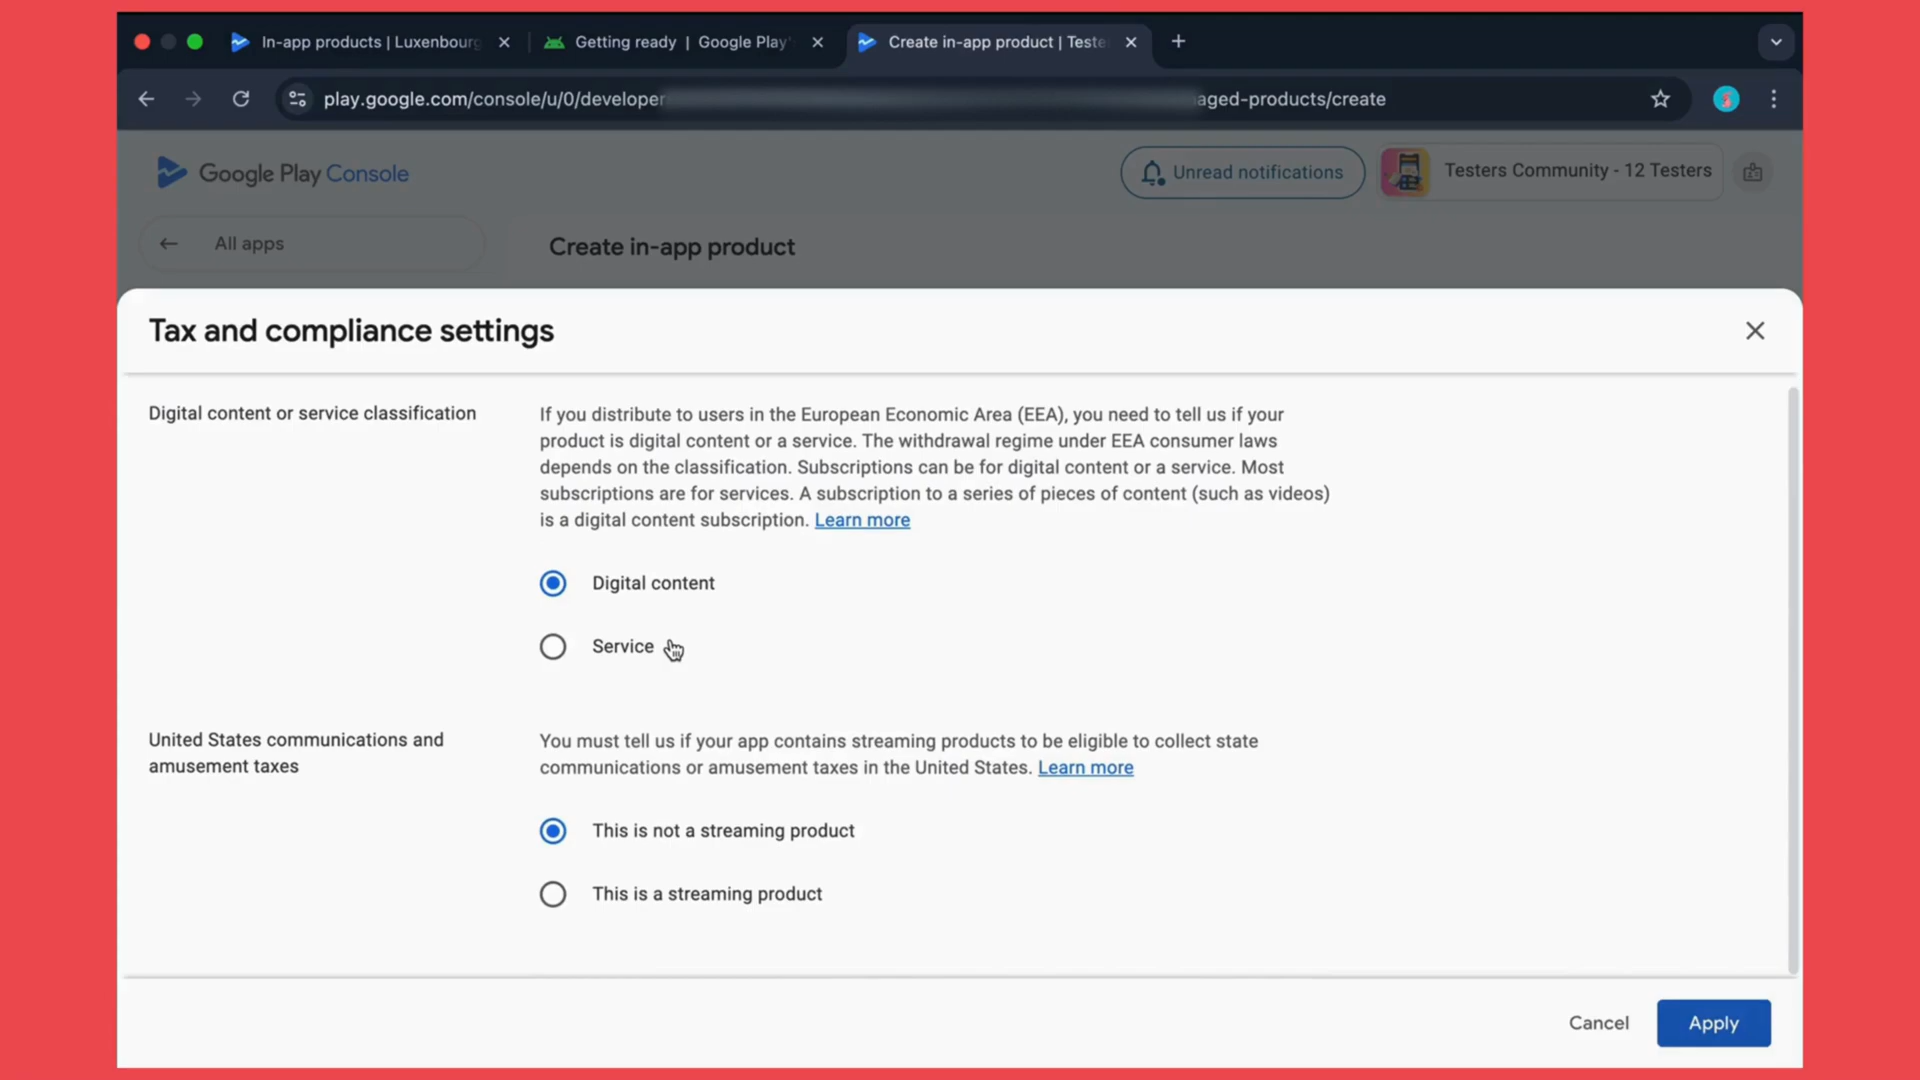 In-app products | Luxenbourg
Getting ready | Google Play'
Create in-app product | Teste
play.google.com/console/u/0/developer
aged-products/create
Google Play Console
Unread notifications
Testers Community - 12 Testers
All apps
Create in-app product
Tax and compliance settings
Digital content or service classification
If you distribute to users in the European Economic Area (EEA), you need to tell us if your
product is digital content or a service. The withdrawal regime under EEA consumer laws
depends on the classification. Subscriptions can be for digital content or a service. Most
subscriptions are for services. A subscription to a series of pieces of content (such as videos)
is a digital content subscription. Learn more
Digital content
Service
United States communications and
amusement taxes
You must tell us if your app contains streaming products to be eligible to collect state
communications or amusement taxes in the United States. Learn more
This is not a streaming product
This is a streaming product
Cancel
Apply